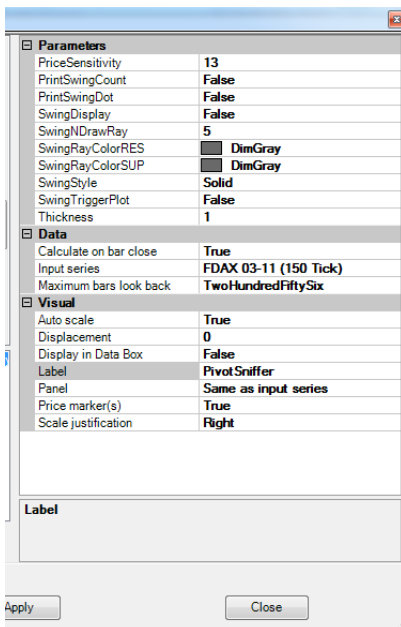 Parameters
PriceSensitivity 13
PrintSwingCount False
PrintSwingDot False
SwingDisplay False
SwingNDrawRay 5
SwingRayColorRES DimGray
SwingRayColorSUP DimGray
SwingStyle Solid
SwingTriggerPlot False
Thickness 1
Data
Calculate on bar close True
Input series FDAX 03-11 (150 Tick)
Maximum bars look back TwoHundredFiftySix
Visual
Auto scale True
Displacement 0
Display in Data Box False
Label PivotSniffer
Panel Same as input series
Price marker(s) True
Scale justification Right
Label
Apply Close